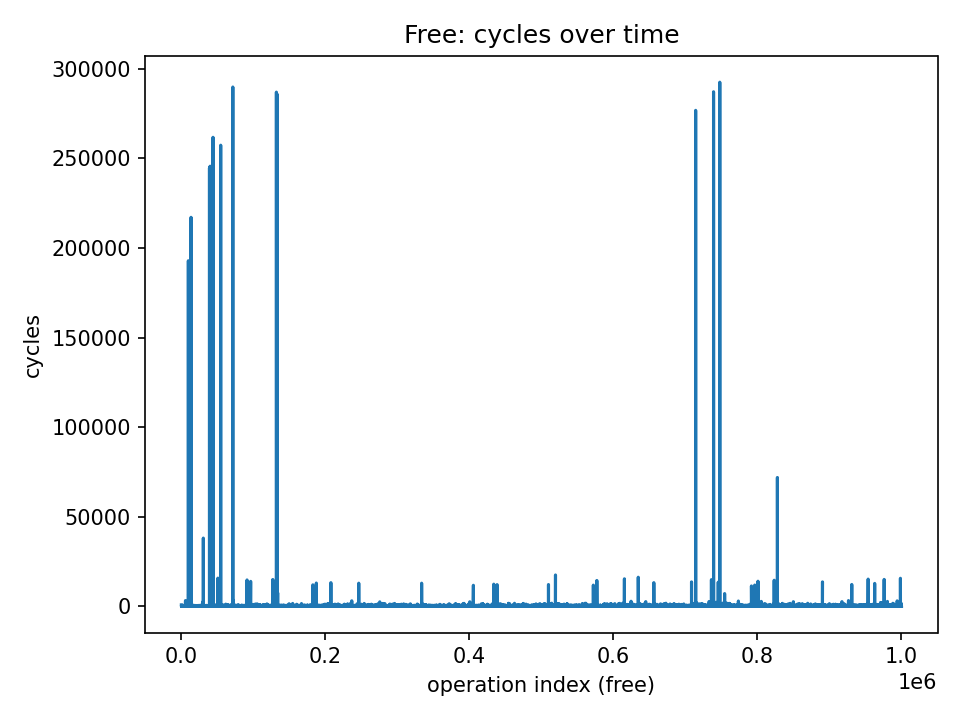 Free: cycles over time
300000
250000
200000
150000
100000
50000
0
cycles
0.0 0.2 0.4 0.6 0.8 1.0
1e6
operation index (free)